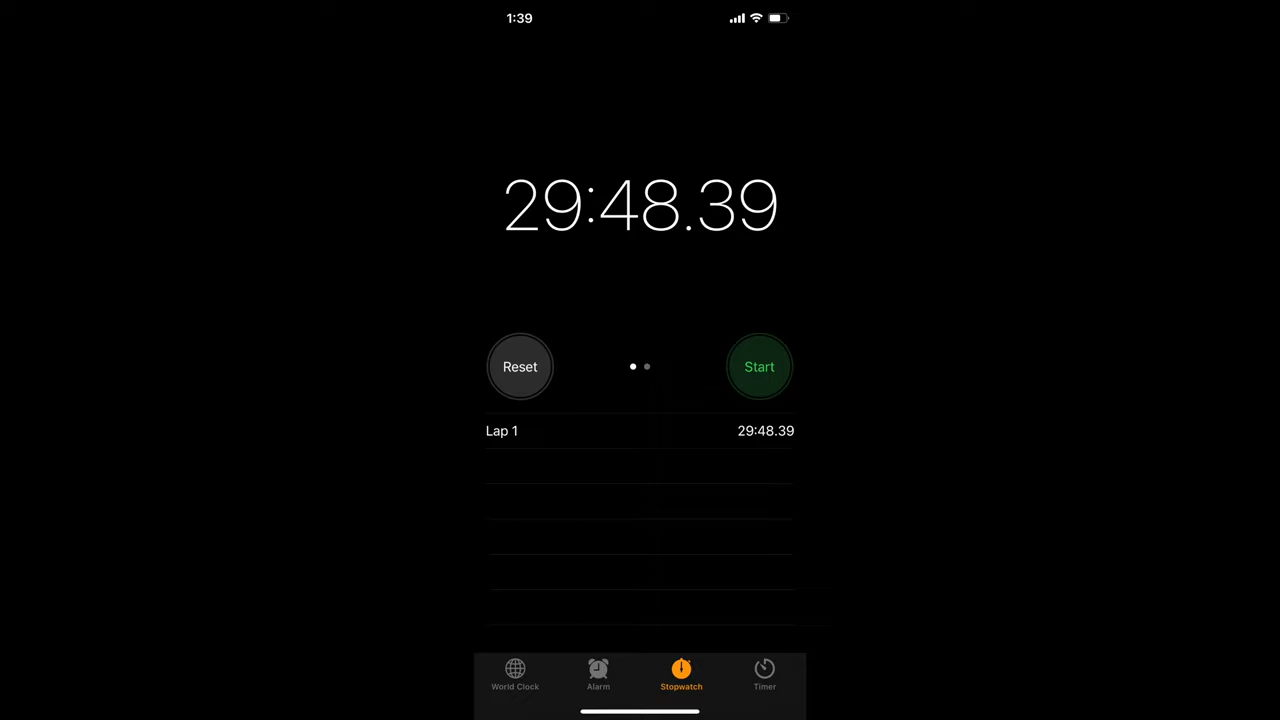 1:39
29:48.39
Reset
Start
Lap 1 29:48.39
World Clock Alarm Stopwatch Timer